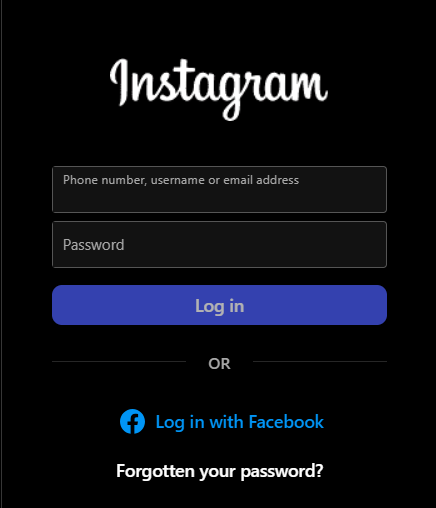 Instagram
Phone number, username or email address
Password
Log in
OR
Log in with Facebook
Forgotten your password?